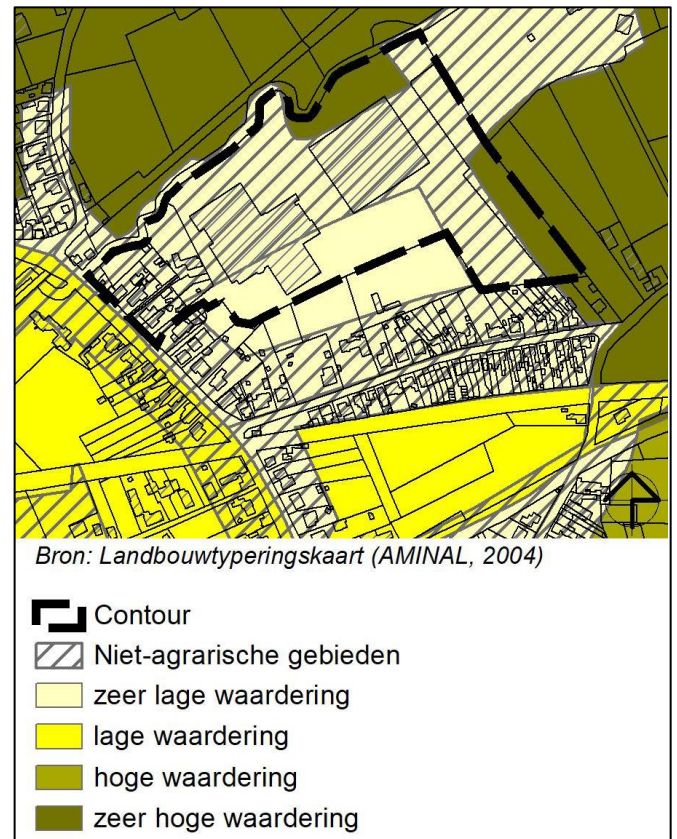 Bron: Landbouwtyperingskaart (AMINAL, 2004)
Contour
Niet-agrarische gebieden
zeer lage waardering
lage waardering
hoge waardering
zeer hoge waardering